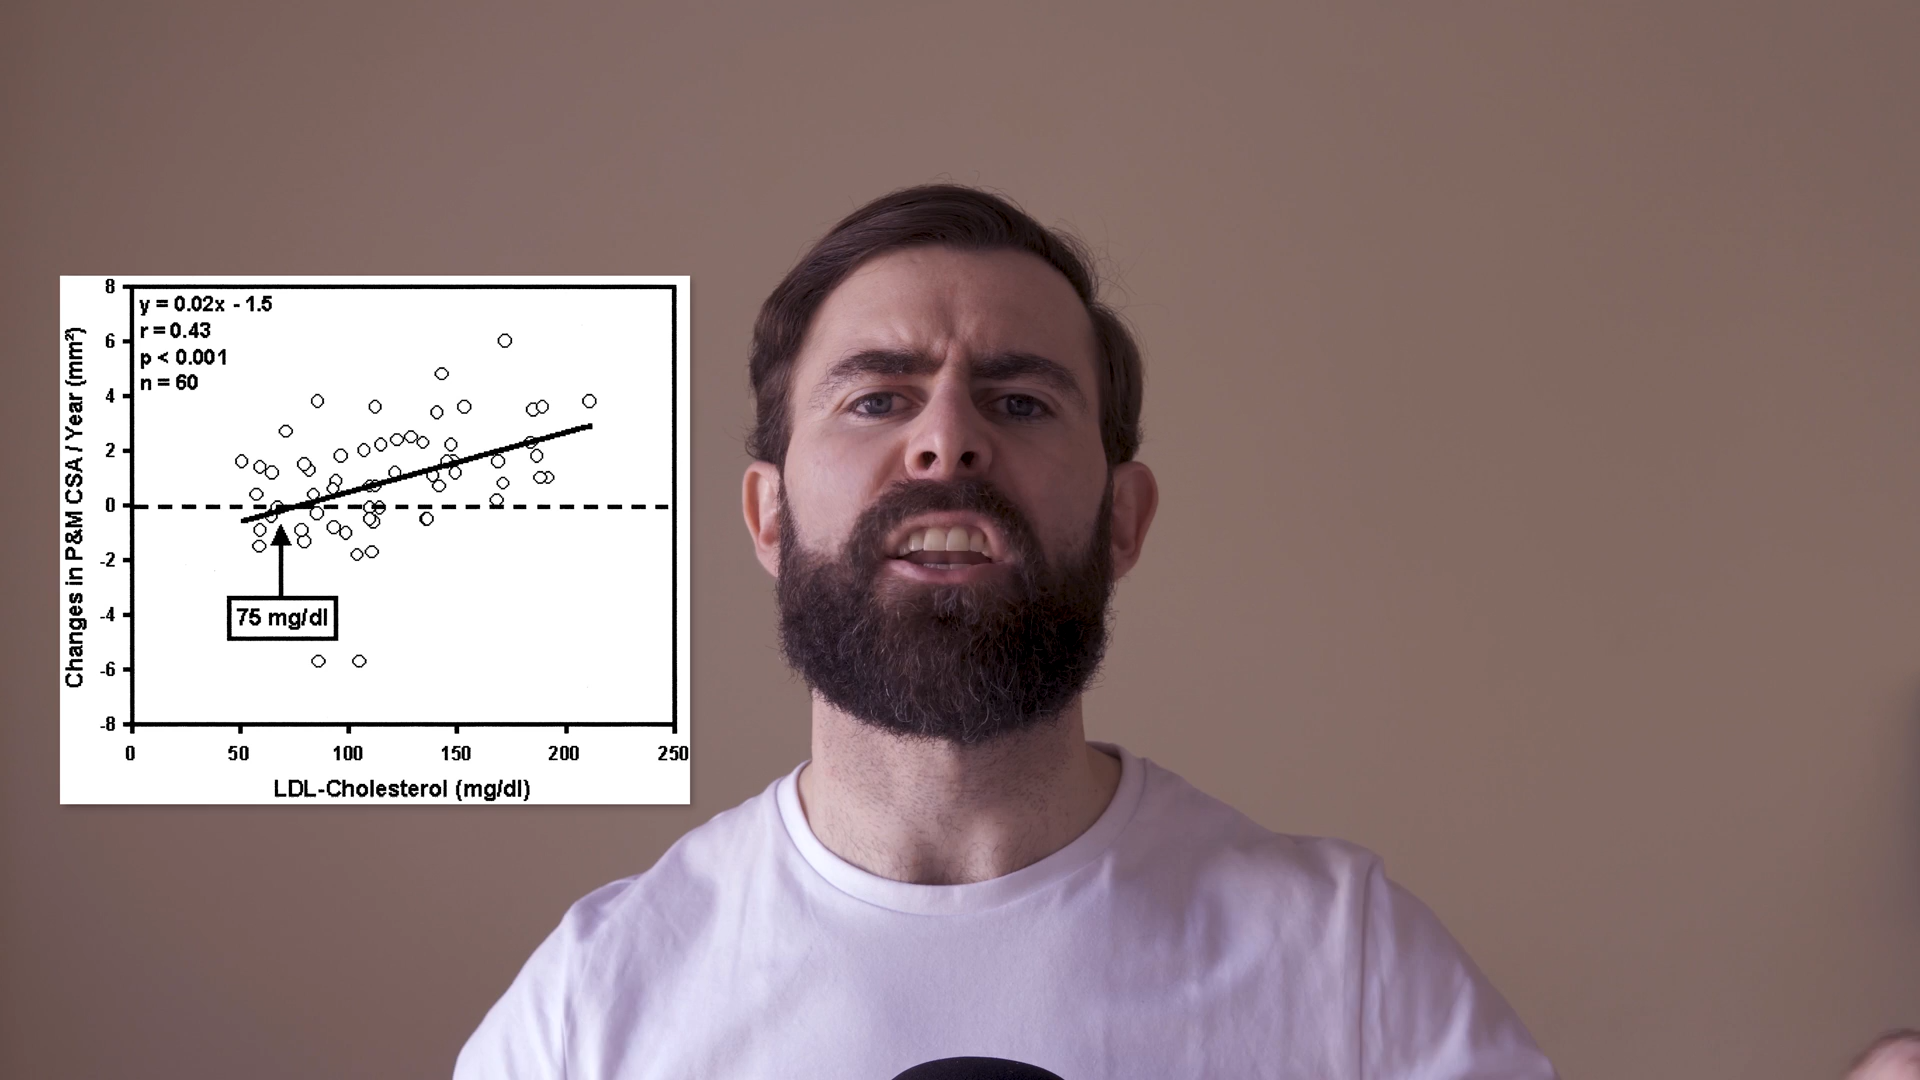 8
y = 0.02x - 1.5
r = 0.43
6
p < 0.001
n = 60
4
2
0
-2
-4
-6
-8
Changes in P&M CSA / Year (mm²)
75 mg/dl
0 50 100 150 200 250
LDL-Cholesterol (mg/dl)